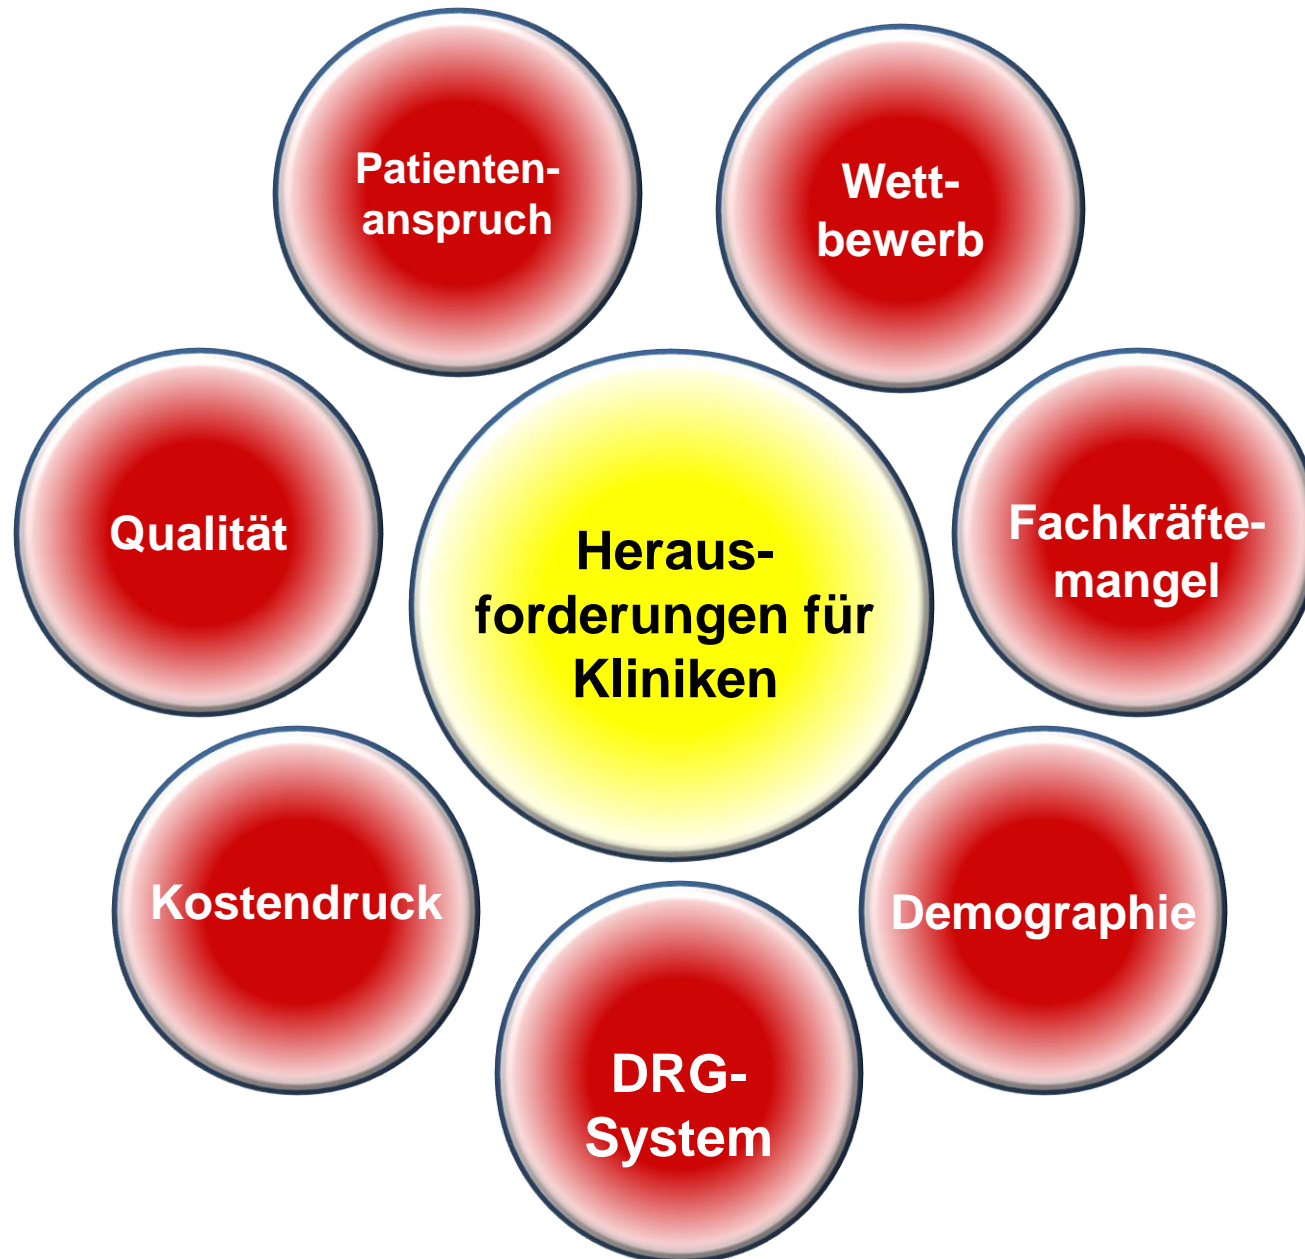 Patienten-
anspruch
Wett-
bewerb
Qualität
Heraus-
forderungen für
Kliniken
Fachkräfte-
mangel
Kostendruck
Demographie
DRG-
System